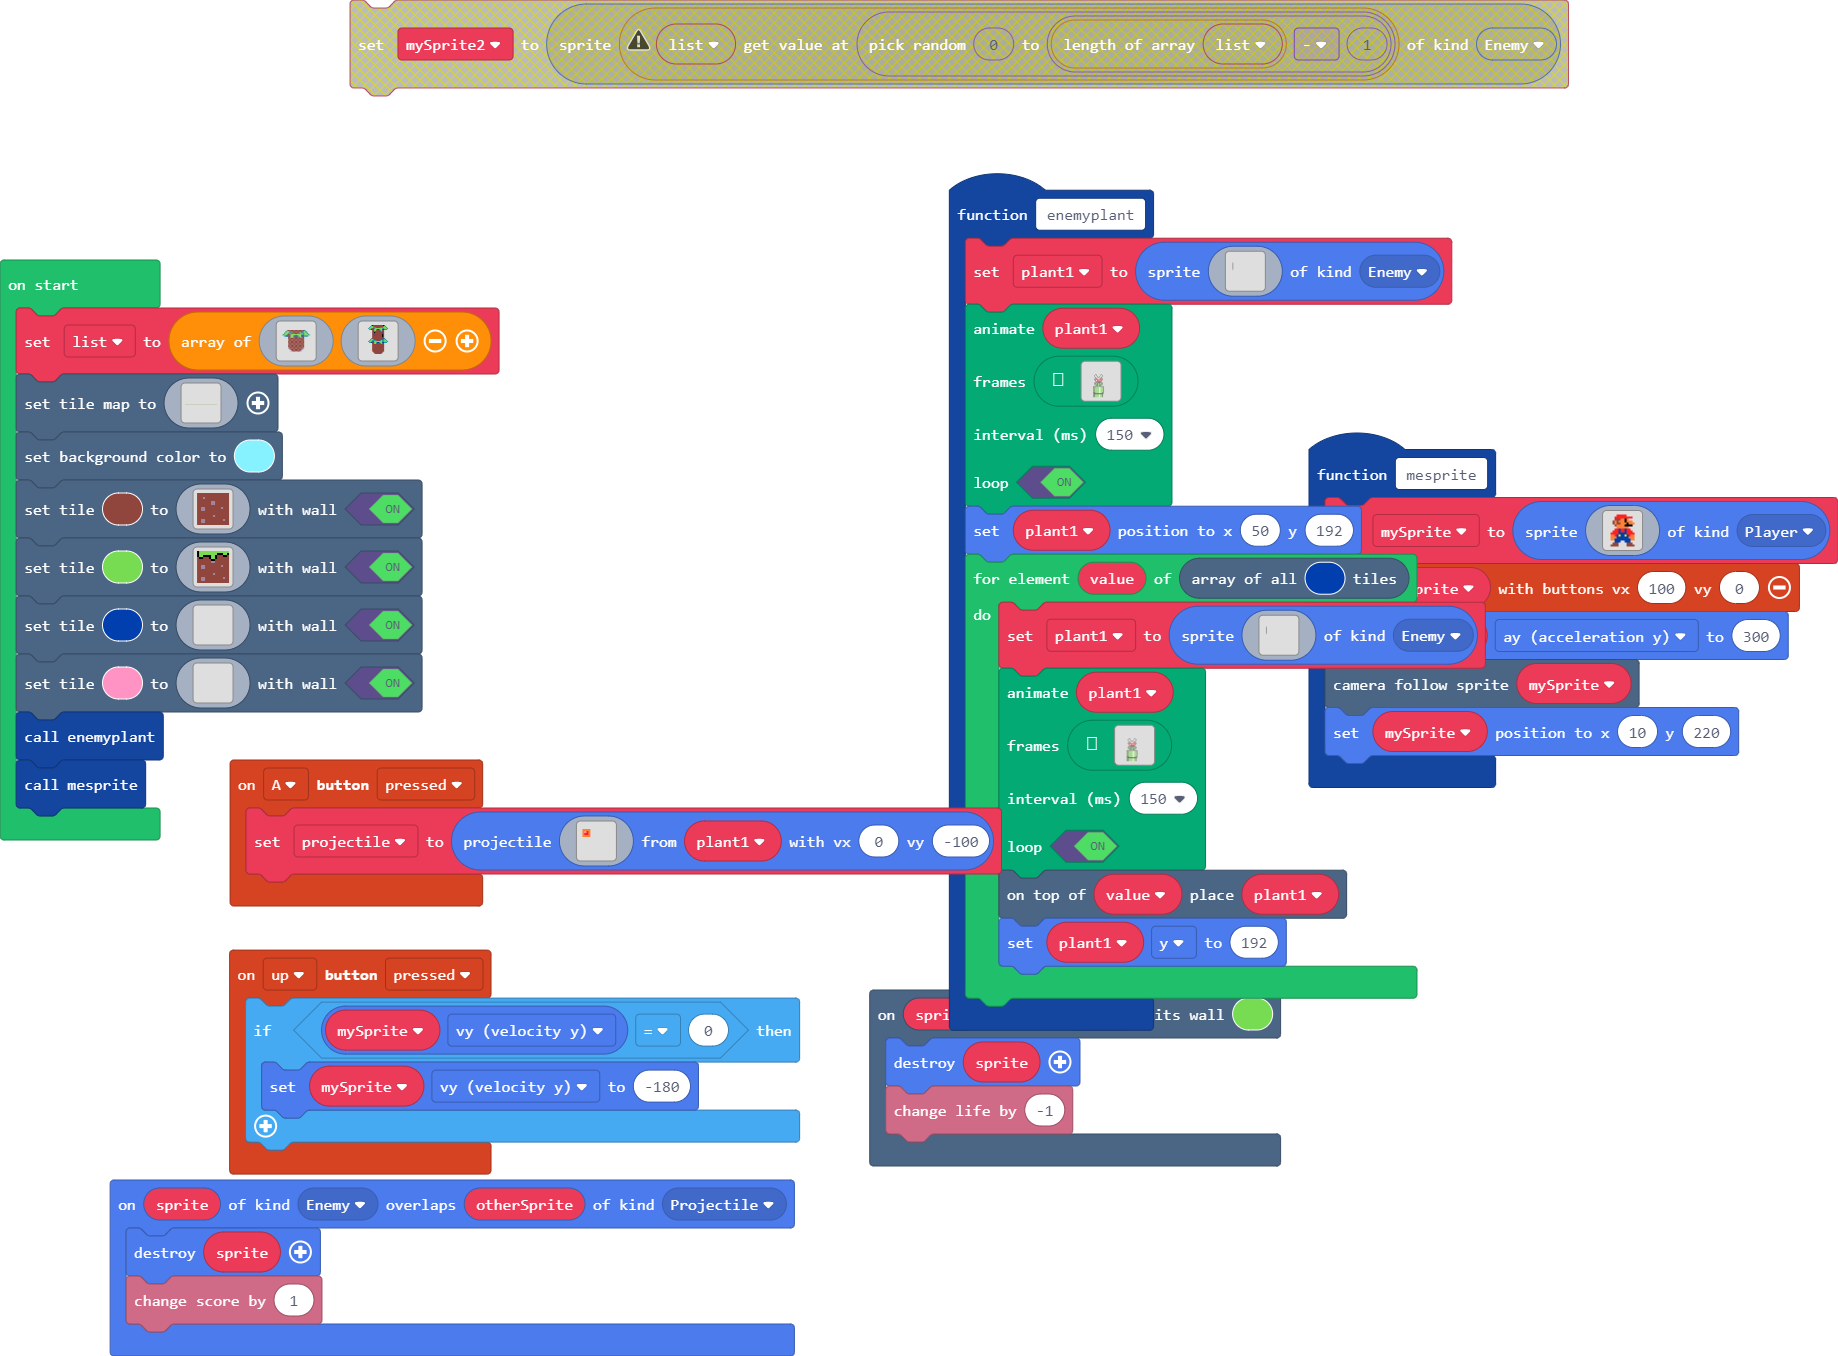 set mySprite2 to sprite list get value at pick random 0 to length of array list - 1 of kind Enemy
function enemyplant
set plant1 to sprite of kind Enemy
animate plant1
frames
interval (ms) 150
loop ON
set plant1 position to x 50 y 192
for element value of array of all tiles
do
set plant1 to sprite of kind Enemy
animate plant1
frames
interval (ms) 150
loop ON
on top of value place plant1
set plant1 y to 192
function mesprite
mySprite to sprite of kind Player
prite with buttons vx 100 vy 0
ay (acceleration y) to 300
camera follow sprite mySprite
set mySprite position to x 10 y 220
on start
set list to array of
set tile map to
set background color to
set tile to with wall ON
set tile to with wall ON
set tile to with wall ON
set tile to with wall ON
call enemyplant
call mesprite
on A button pressed
set projectile to projectile from plant1 with vx 0 vy -100
on up button pressed
if mySprite vy (velocity y) = 0 then
set mySprite vy (velocity y) to -180
on spri its wall
destroy sprite
change life by -1
on sprite of kind Enemy overlaps otherSprite of kind Projectile
destroy sprite
change score by 1